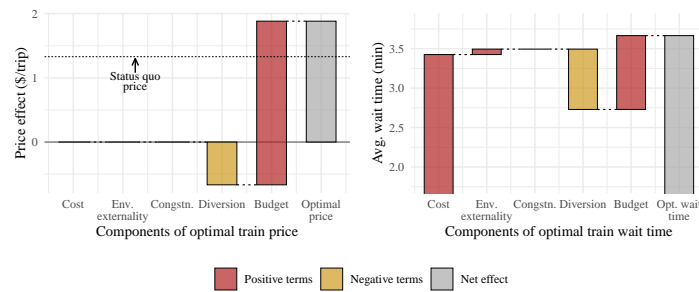 Price effect ($/trip)
2
1
0
Status quo
price
Cost
Env.
externality
Congstn.
Diversion
Budget
Optimal
price
Components of optimal train price
Avg. wait time (min)
3.5
3.0
2.5
2.0
Cost
Env.
externality
Congstn.
Diversion
Budget
Opt. wait
time
Components of optimal train wait time
Positive terms
Negative terms
Net effect